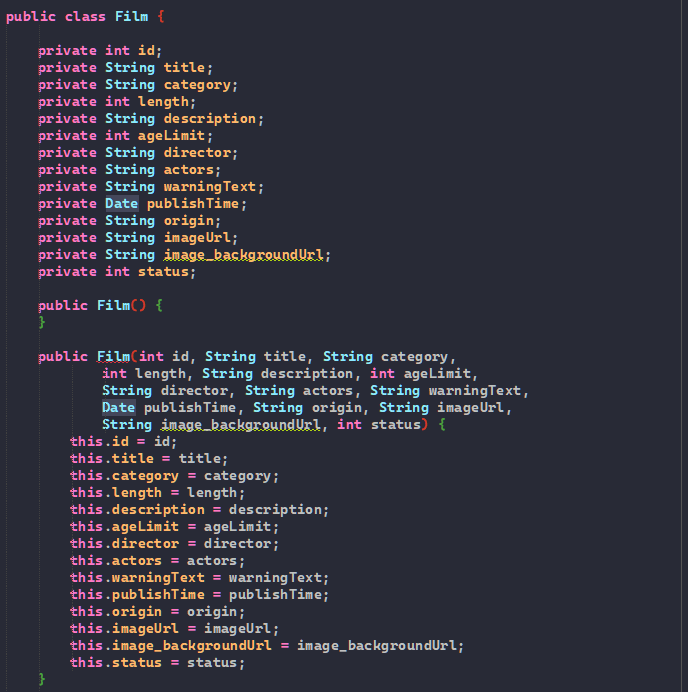 public class Film {
private int id;
private String title;
private String category;
private int length;
private String description;
private int ageLimit;
private String director;
private String actors;
private String warningText;
private Date publishTime;
private String origin;
private String imageUrl;
private String image_backgroundUrl;
private int status;
public Film() {
}
public Film(int id, String title, String category,
int length, String description, int ageLimit,
String director, String actors, String warningText,
Date publishTime, String origin, String imageUrl,
String image_backgroundUrl, int status) {
this.id = id;
this.title = title;
this.category = category;
this.length = length;
this.description = description;
this.ageLimit = ageLimit;
this.director = director;
this.actors = actors;
this.warningText = warningText;
this.publishTime = publishTime;
this.origin = origin;
this.imageUrl = imageUrl;
this.image_backgroundUrl = image_backgroundUrl;
this.status = status;
}